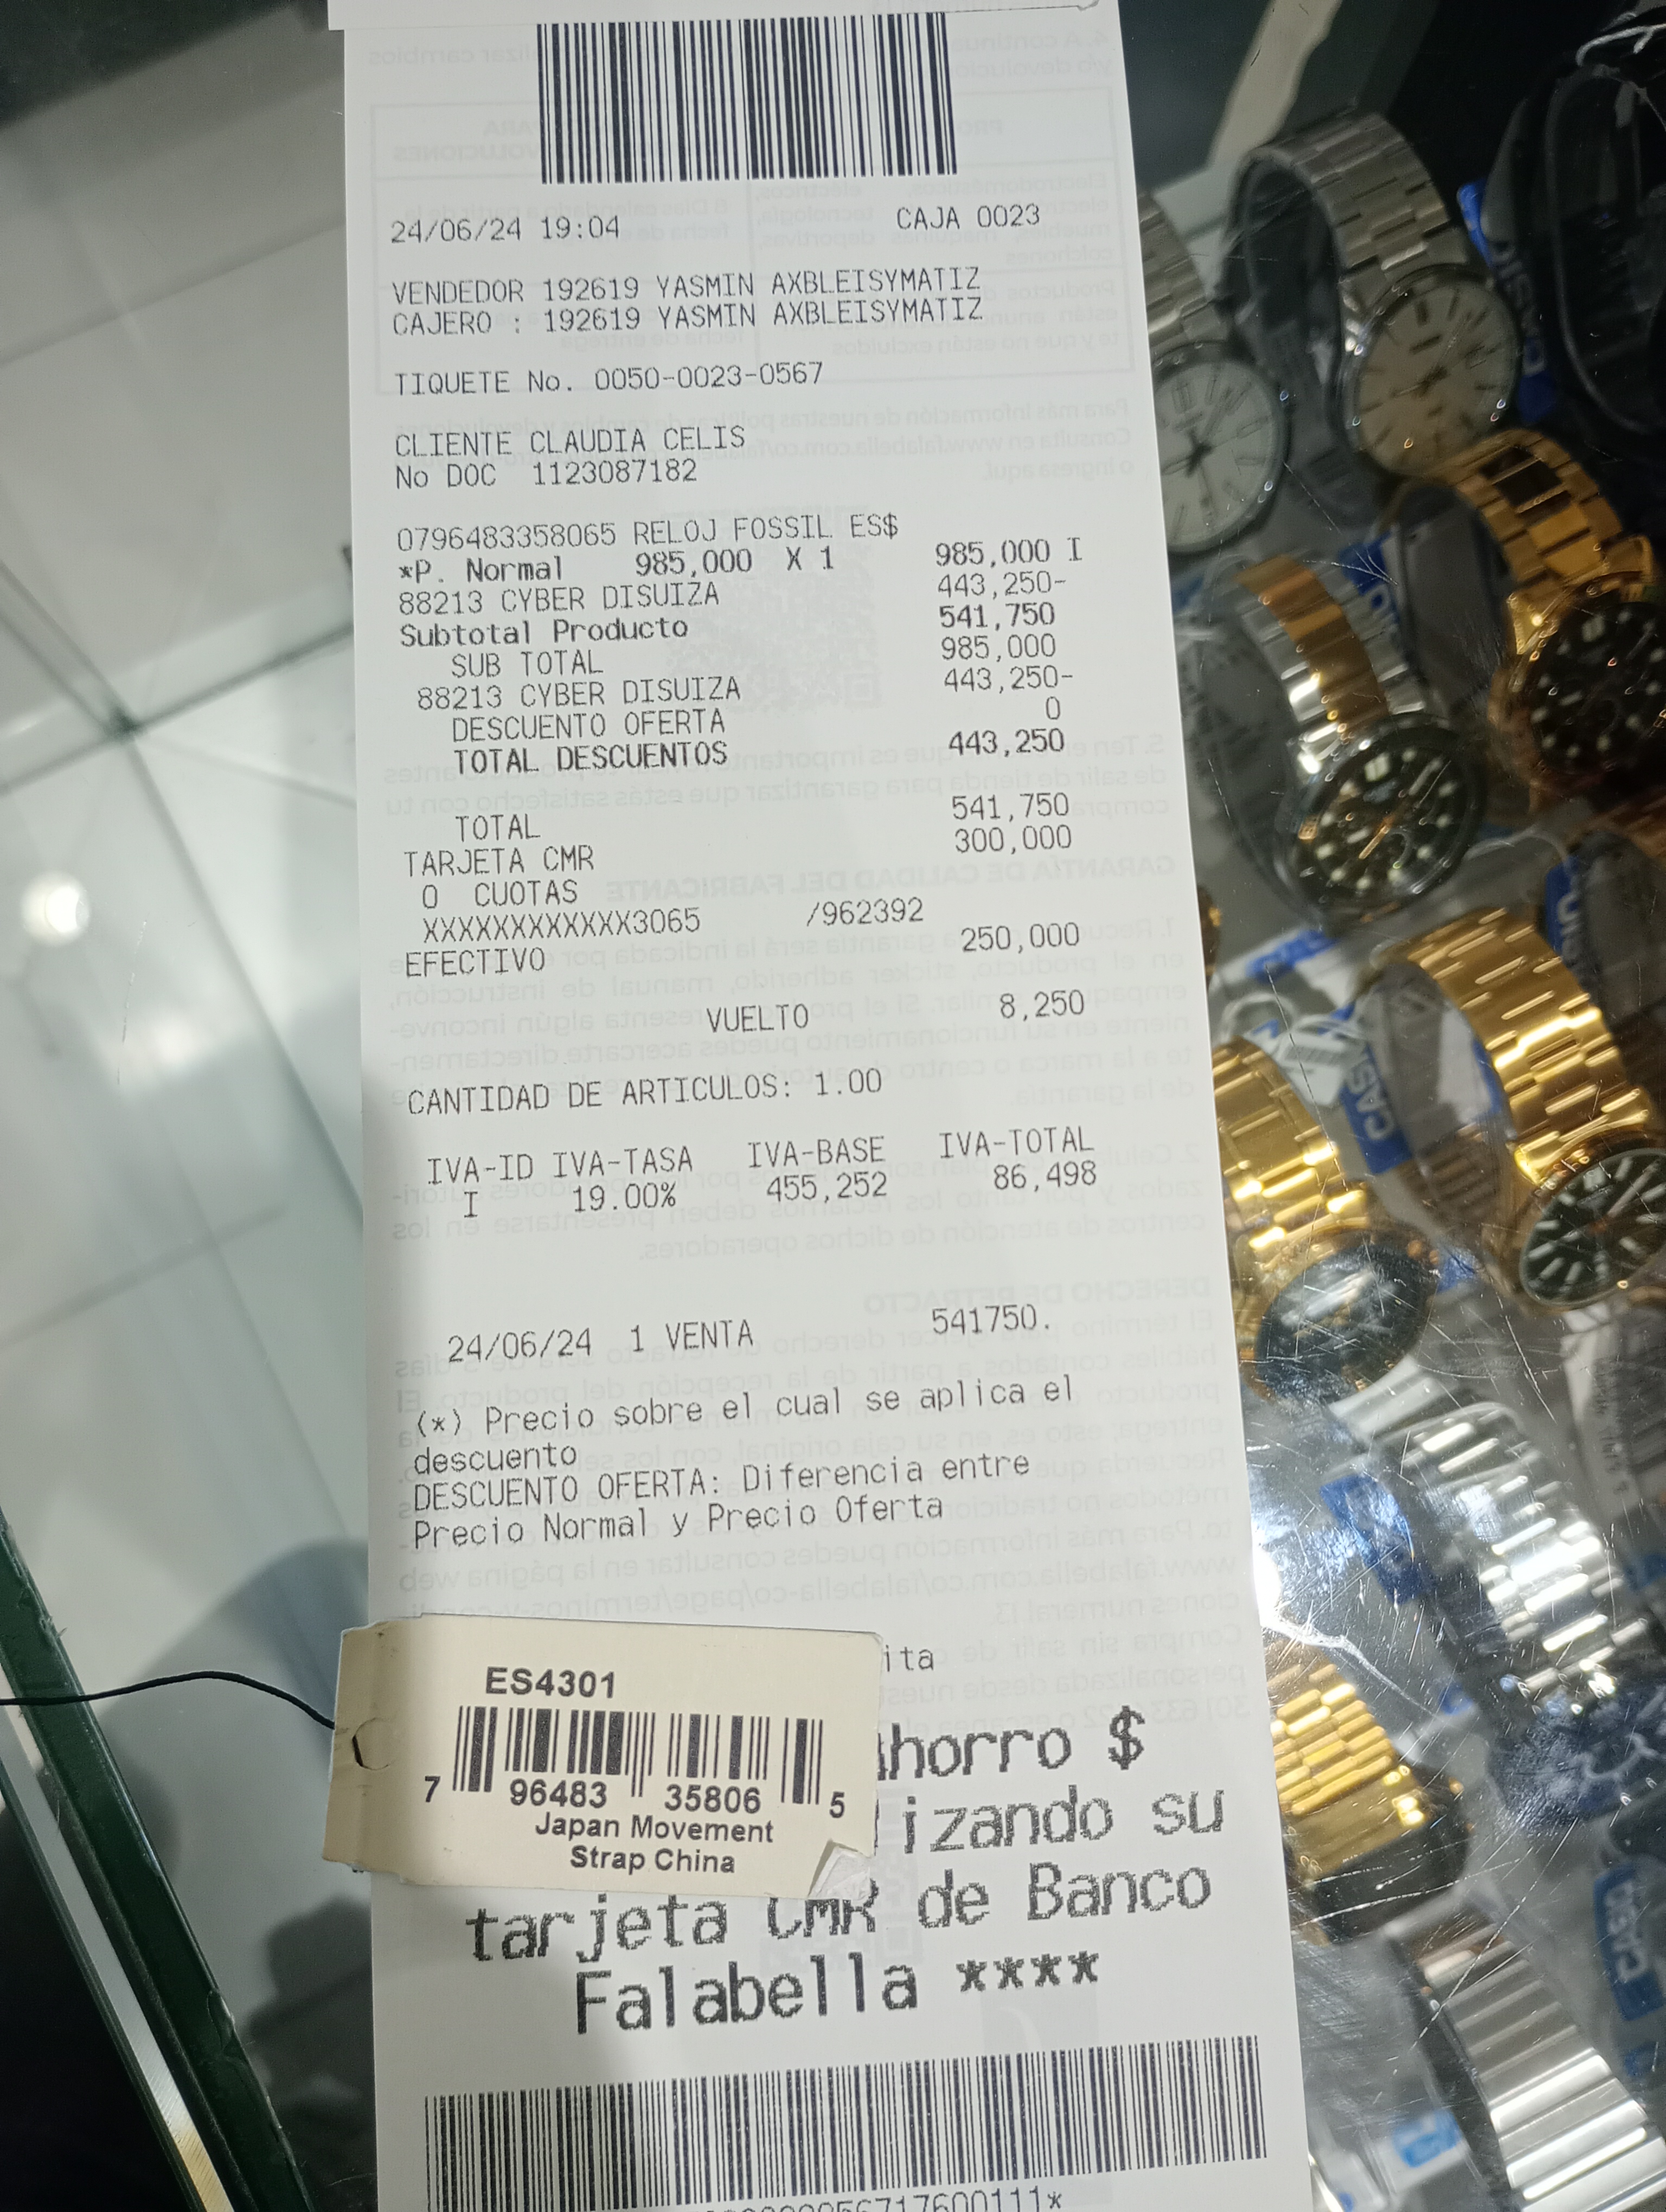 24/06/24 19:04 CAJA 0023
VENDEDOR 192619 YASMIN AXBLEISYMATIZ
CAJERO : 192619 YASMIN AXBLEISYMATIZ
TIQUETE No. 0050-0023-0567
CLIENTE CLAUDIA CELIS
No DOC 1123087182
0796483358065 RELOJ FOSSIL ES$
*P. Normal 985,000 X 1 985,000 I
88213 CYBER DISUIZA 443,250-
Subtotal Producto 541,750
SUB TOTAL 985,000
88213 CYBER DISUIZA 443,250-
DESCUENTO OFERTA 0
TOTAL DESCUENTOS 443,250
TOTAL 541,750
TARJETA CMR 300,000
0 CUOTAS
XXXXXXXXXXXX3065 /962392
EFECTIVO 250,000
VUELTO 8,250
CANTIDAD DE ARTICULOS: 1.00
IVA-ID IVA-TASA IVA-BASE IVA-TOTAL
I 19.00% 455,252 86,498
24/06/24 1 VENTA 541750.
(*) Precio sobre el cual se aplica el
descuento
DESCUENTO OFERTA: Diferencia entre
Precio Normal y Precio Oferta
ita
ES4301
7 96483 35806 5
Japan Movement
Strap China
horro $
izando su
tarjeta CMR de Banco
Falabella ****
CASIO